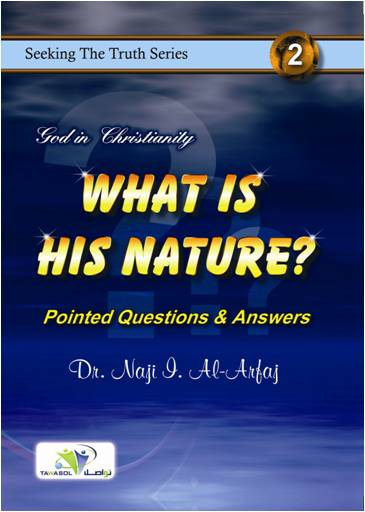 Seeking The Truth Series
2
God in Christianity
WHAT IS
HIS NATURE?
Pointed Questions & Answers
Dr. Naji I. Al-Arfaj
TAWASOL تواصل